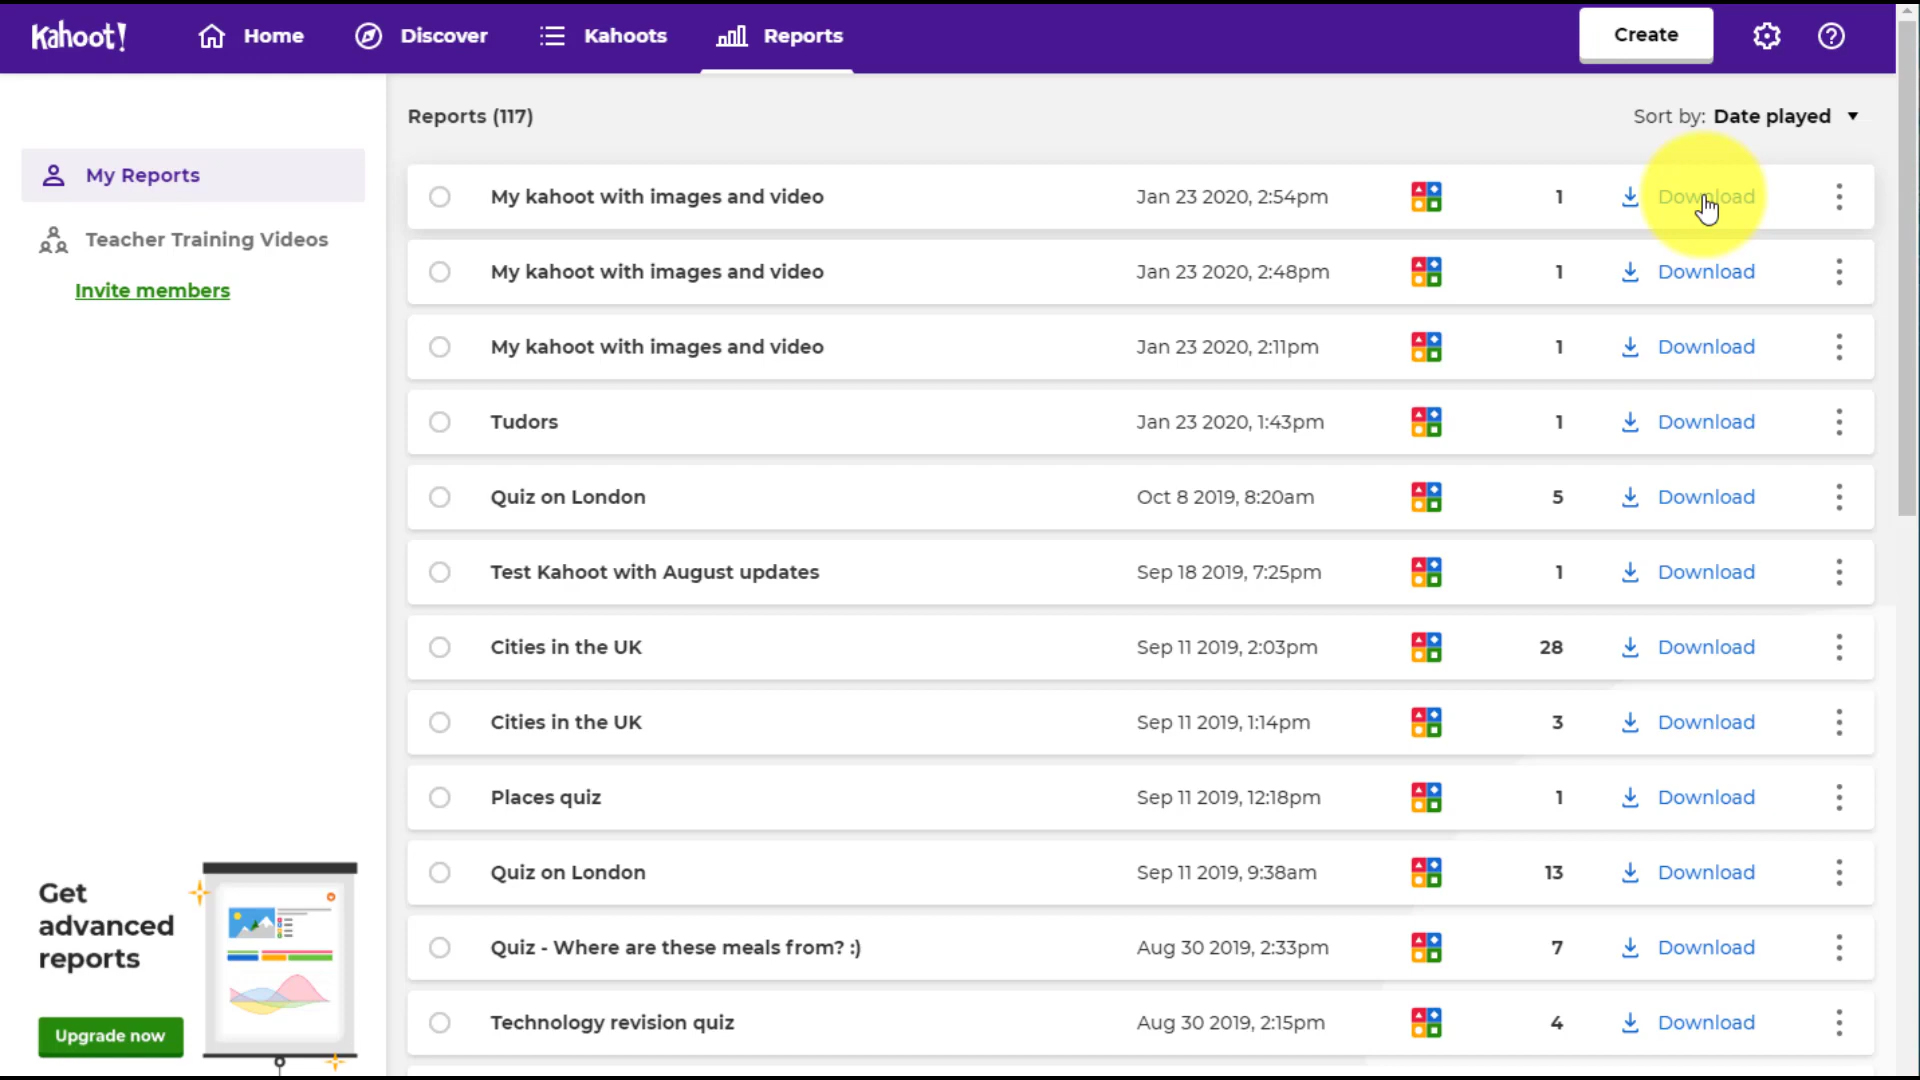 Kahoot!
Home
Discover
Kahoots
Reports
Create
My Reports
Teacher Training Videos
Invite members
Reports (117)
Sort by: Date played
My kahoot with images and video Jan 23 2020, 2:54pm 1 Download
My kahoot with images and video Jan 23 2020, 2:48pm 1 Download
My kahoot with images and video Jan 23 2020, 2:11pm 1 Download
Tudors Jan 23 2020, 1:43pm 1 Download
Quiz on London Oct 8 2019, 8:20am 5 Download
Test Kahoot with August updates Sep 18 2019, 7:25pm 1 Download
Cities in the UK Sep 11 2019, 2:03pm 28 Download
Cities in the UK Sep 11 2019, 1:14pm 3 Download
Places quiz Sep 11 2019, 12:18pm 1 Download
Quiz on London Sep 11 2019, 9:38am 13 Download
Quiz - Where are these meals from? :) Aug 30 2019, 2:33pm 7 Download
Technology revision quiz Aug 30 2019, 2:15pm 4 Download
Get
advanced
reports
Upgrade now